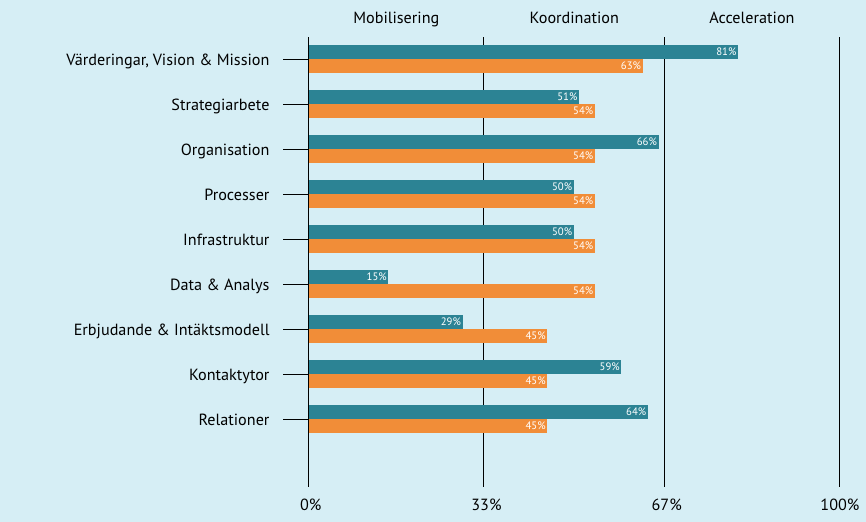 Mobilisering Koordination Acceleration
Värderingar, Vision & Mission 81%
63%
Strategiarbete 51%
54%
Organisation 66%
54%
Processer 50%
54%
Infrastruktur 50%
54%
Data & Analys 15%
54%
Erbjudande & Intäktsmodell 29%
45%
Kontaktytor 59%
45%
Relationer 64%
45%
0% 33% 67% 100%